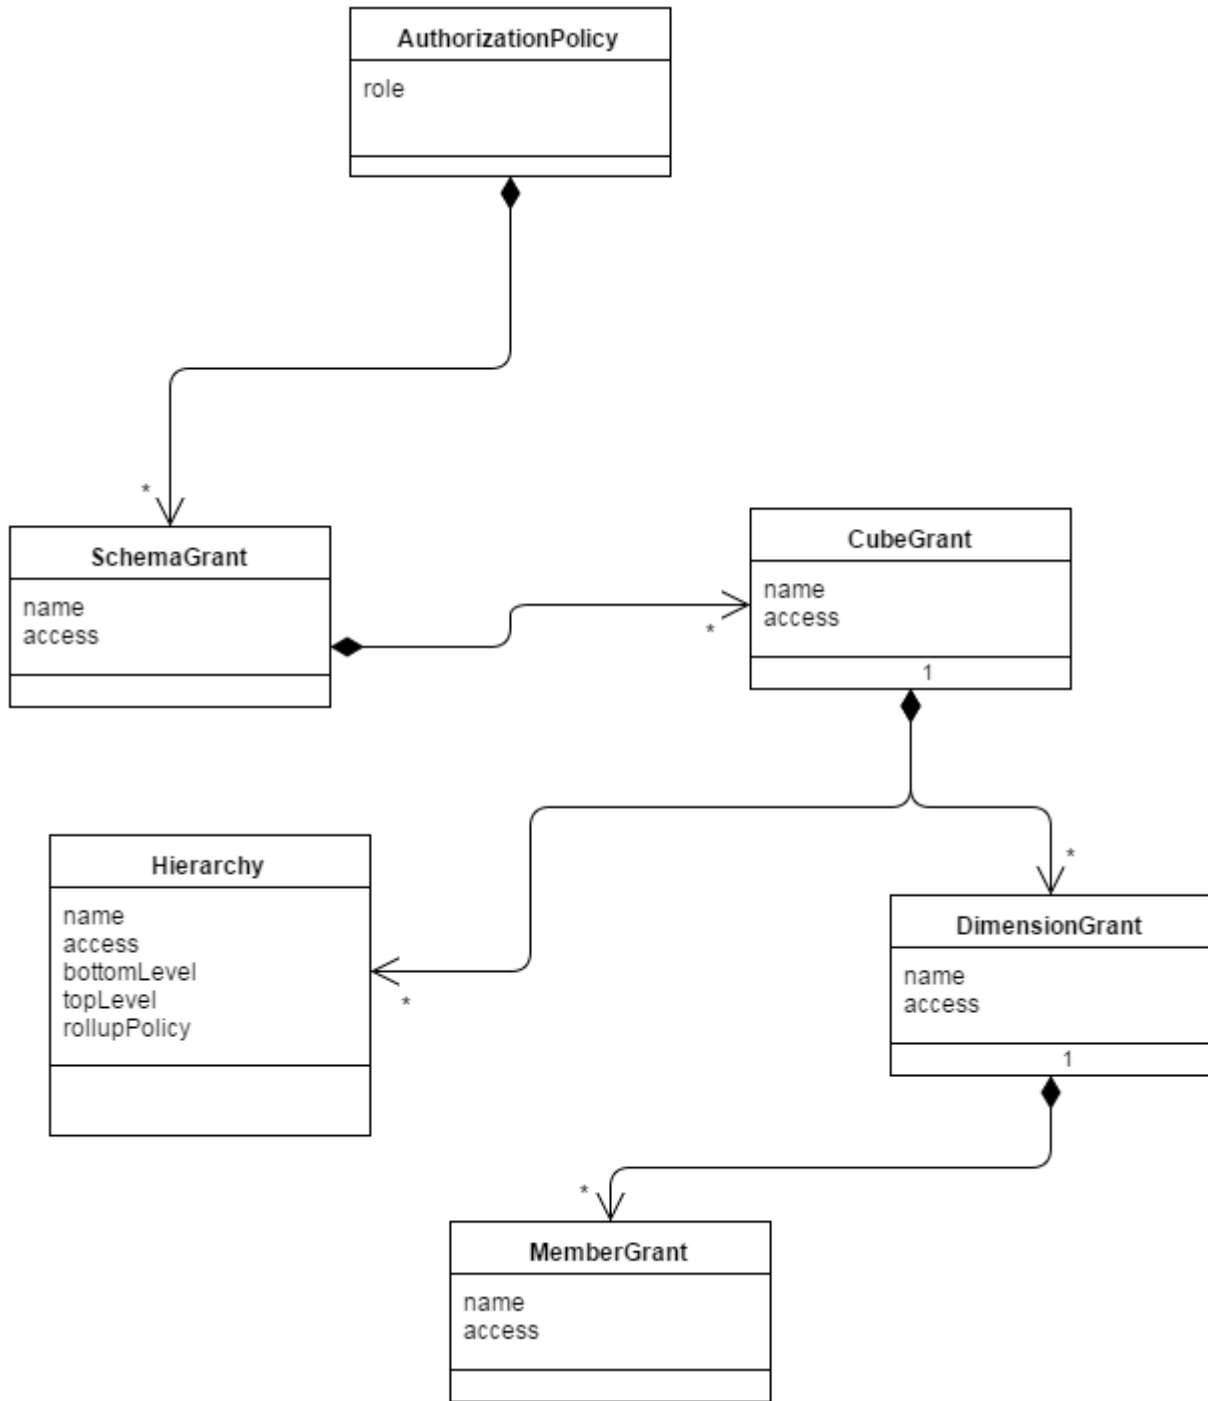 AuthorizationPolicy
role
*
SchemaGrant
name
access
*
CubeGrant
name
access
1
Hierarchy
name
access
bottomLevel
topLevel
rollupPolicy
*
*
DimensionGrant
name
access
1
*
MemberGrant
name
access